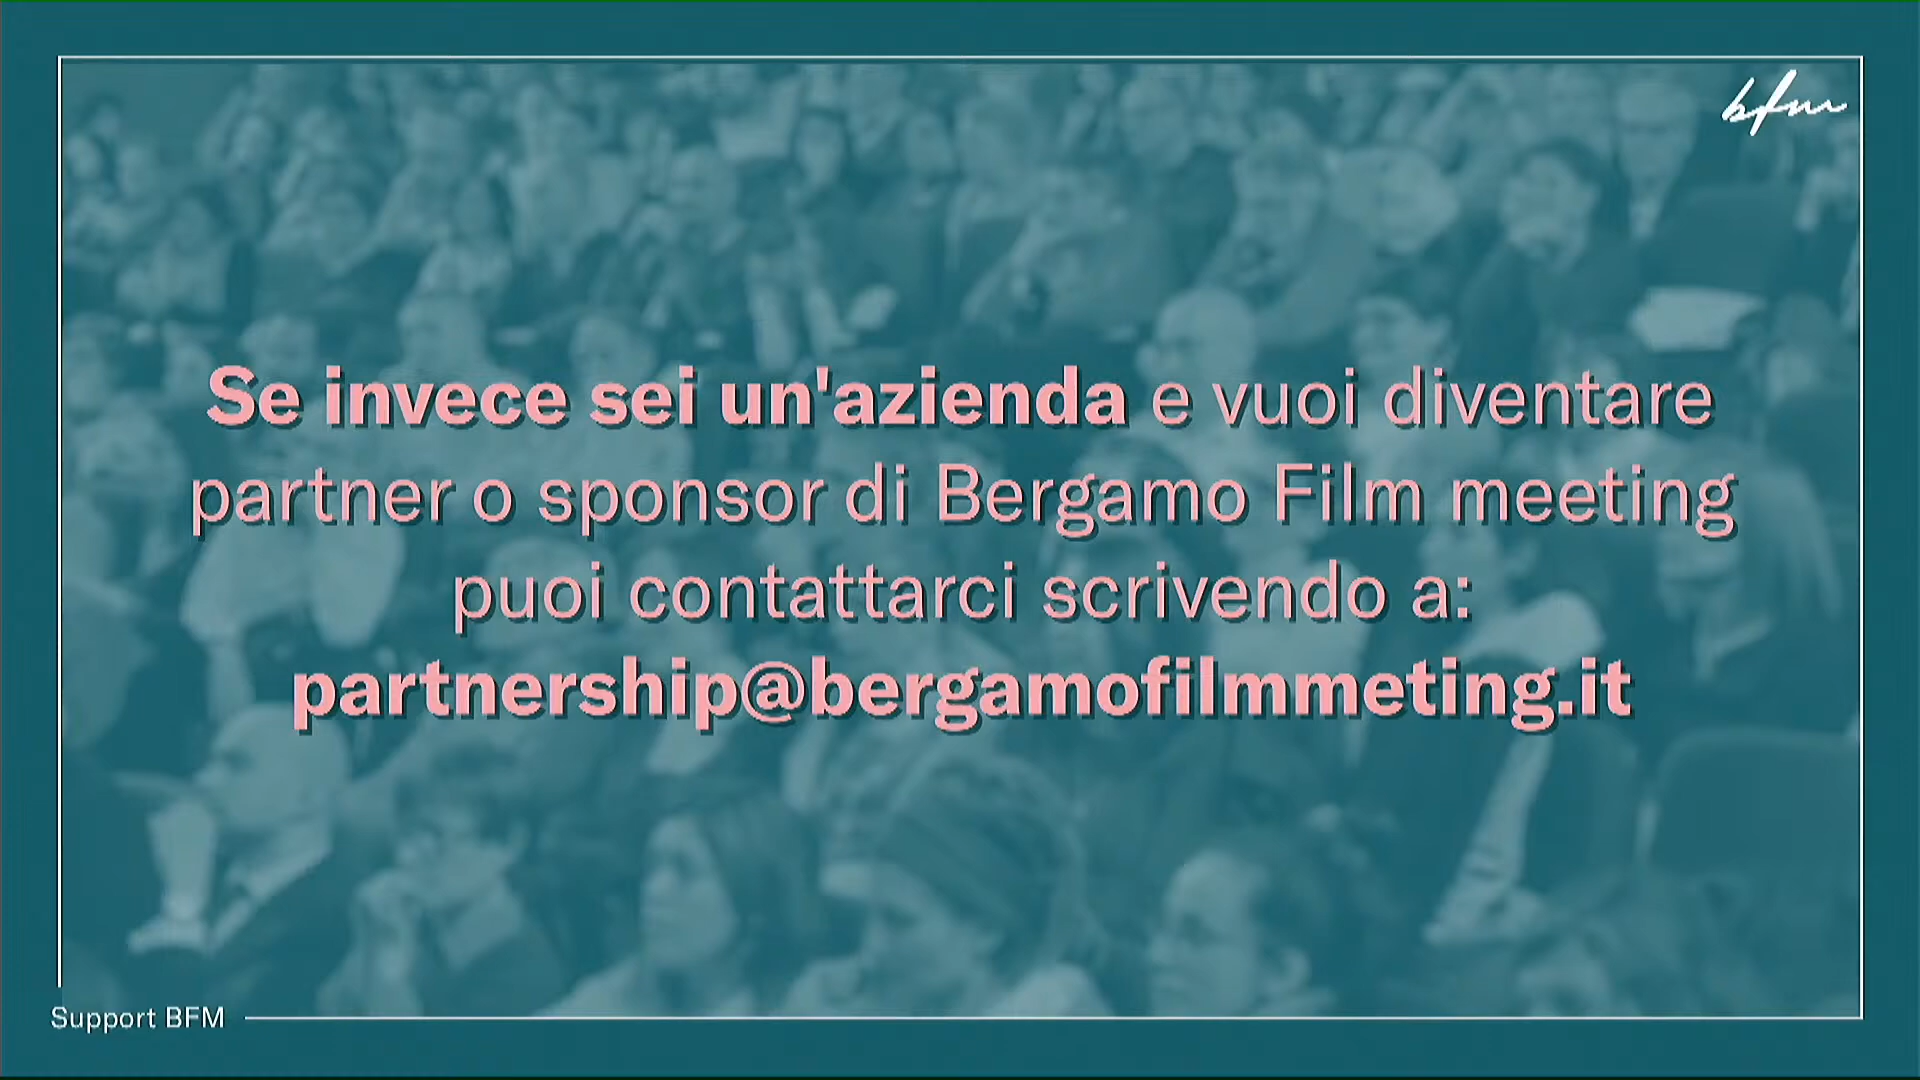 bfm
Se invece sei un'azienda e vuoi diventare
partner o sponsor di Bergamo Film meeting
puoi contattarci scrivendo a:
partnership@bergamofilmmeting.it
Support BFM